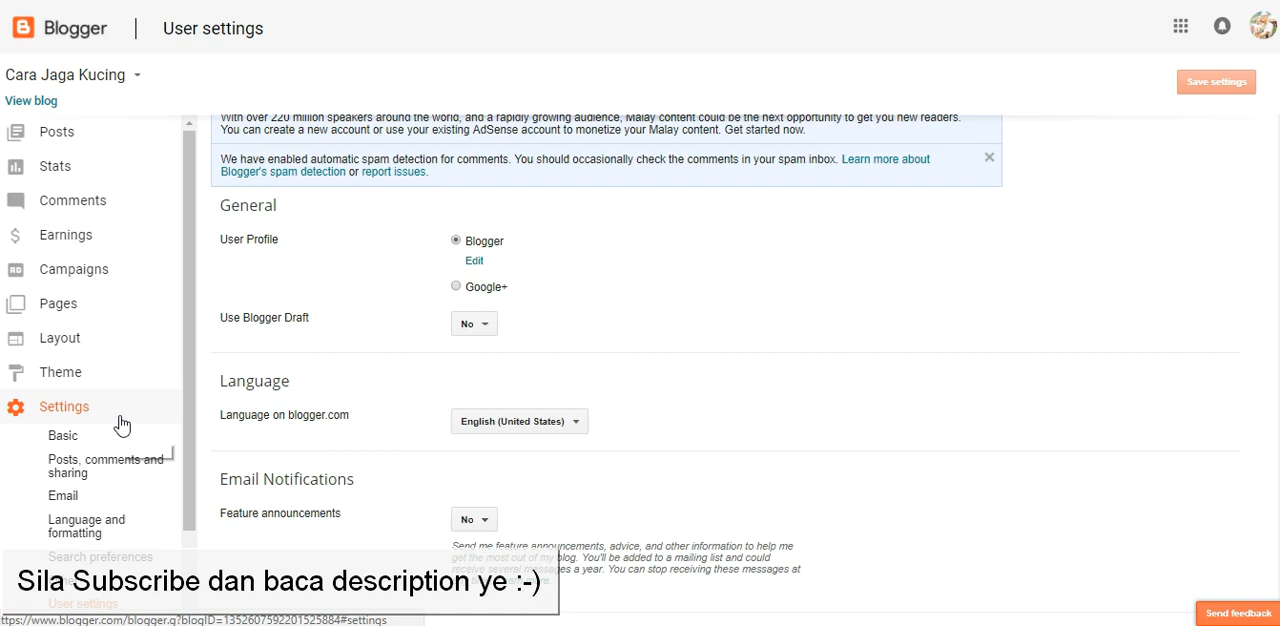 Blogger
User settings
Cara Jaga Kucing
View blog
Save settings
Posts
Stats
Comments
Earnings
Campaigns
Pages
Layout
Theme
Settings
Basic
Posts, comments and
sharing
Email
Language and
formatting
Search preferences
User settings
With over 220 million speakers around the world, and a rapidly growing audience, Malay content could be the next opportunity to get you new readers.
You can create a new account or use your existing AdSense account to monetize your Malay content. Get started now.
We have enabled automatic spam detection for comments. You should occasionally check the comments in your spam inbox. Learn more about
Blogger's spam detection or report issues.
General
User Profile
Blogger
Edit
Google+
Use Blogger Draft
No
Language
Language on blogger.com
English (United States)
Email Notifications
Feature announcements
No
Send me feature announcements, advice, and other information to help me
get the most out of my blog. You'll be added to a mailing list and could
receive several messages a year. You can stop receiving these messages at
Sila Subscribe dan baca description ye :-)
ttps://www.blogger.com/blogger.g?blogID=1352607592201525884#settings
Send feedback